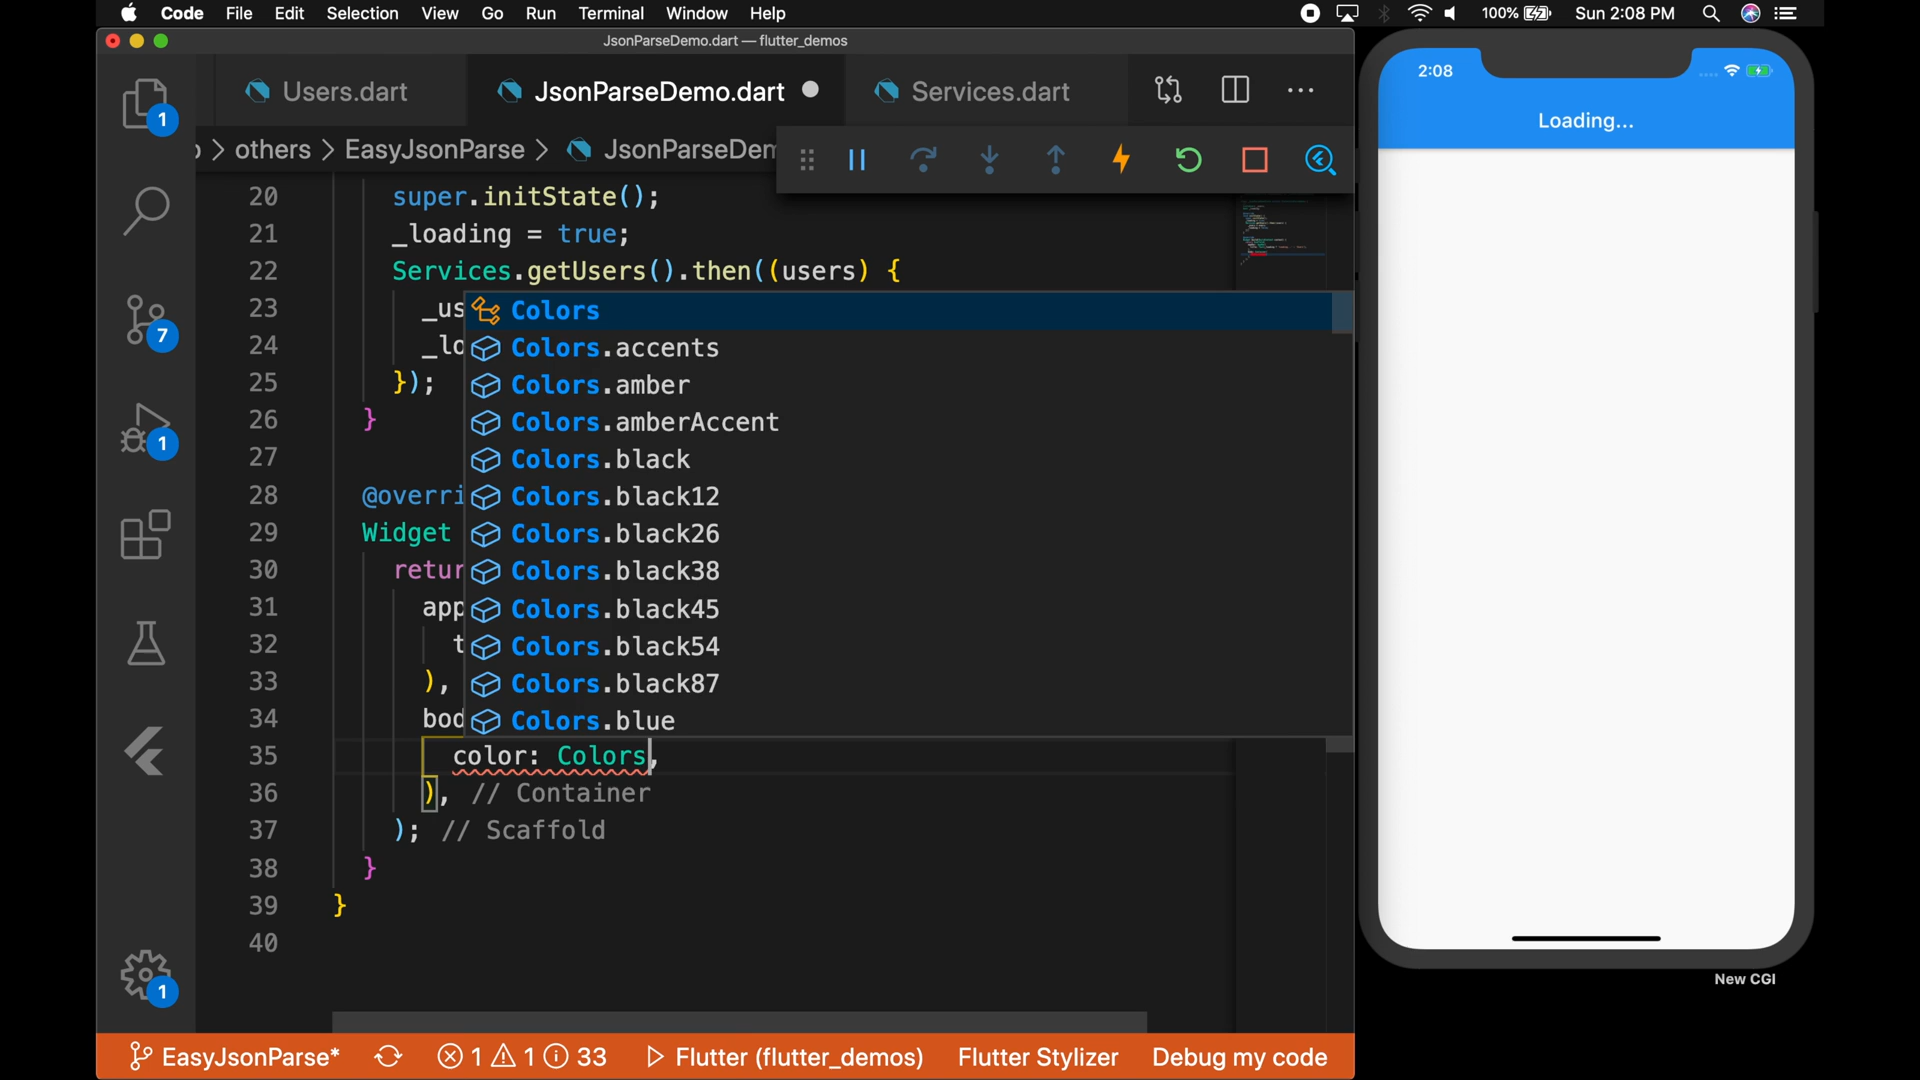 Code File Edit Selection View Go Run Terminal Window Help 100% Sun 2:08 PM
JsonParseDemo.dart — flutter_demos
Users.dart JsonParseDemo.dart Services.dart
others > EasyJsonParse > JsonParseDem
20 super.initState();
21 _loading = true;
22 Services.getUsers().then((users) {
23 _us
24 _lo
25 });
26 }
27
28 @overri
29 Widget
30 retur
31 app
32 t
33 ),
34 bod
35 color: Colors,
36 ), // Container
37 ); // Scaffold
38 }
39 }
40
Colors
Colors.accents
Colors.amber
Colors.amberAccent
Colors.black
Colors.black12
Colors.black26
Colors.black38
Colors.black45
Colors.black54
Colors.black87
Colors.blue
1
7
1
1
EasyJsonParse* 1 1 33 Flutter (flutter_demos) Flutter Stylizer Debug my code
2:08
Loading...
New CGI